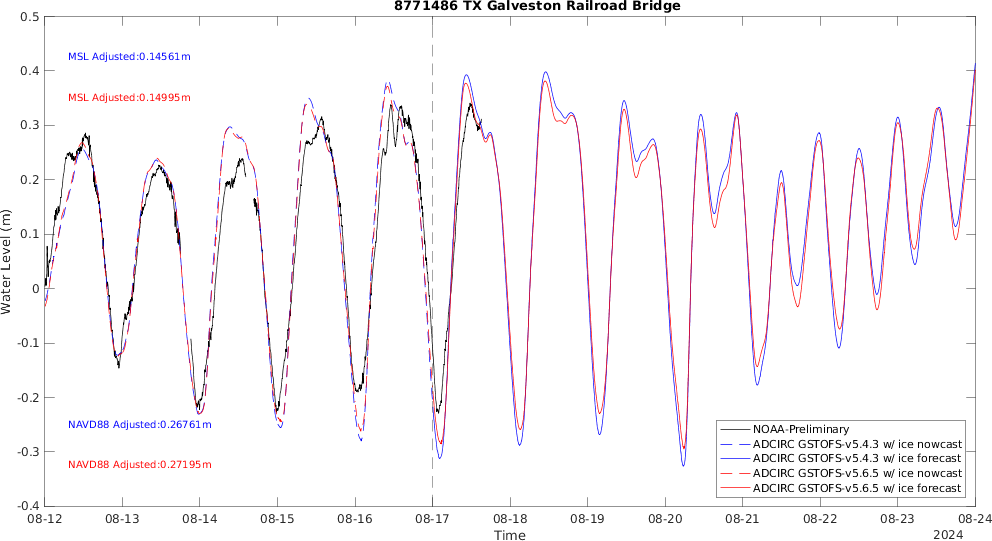 8771486 TX Galveston Railroad Bridge
0.5
0.4
0.3
0.2
0.1
0
-0.1
-0.2
-0.3
-0.4
Water Level (m)
MSL Adjusted:0.14561m
MSL Adjusted:0.14995m
NAVD88 Adjusted:0.26761m
NAVD88 Adjusted:0.27195m
NOAA-Preliminary
ADCIRC GSTOFS-v5.4.3 w/ ice nowcast
ADCIRC GSTOFS-v5.4.3 w/ ice forecast
ADCIRC GSTOFS-v5.6.5 w/ ice nowcast
ADCIRC GSTOFS-v5.6.5 w/ ice forecast
08-12 08-13 08-14 08-15 08-16 08-17 08-18 08-19 08-20 08-21 08-22 08-23 08-24
Time
2024